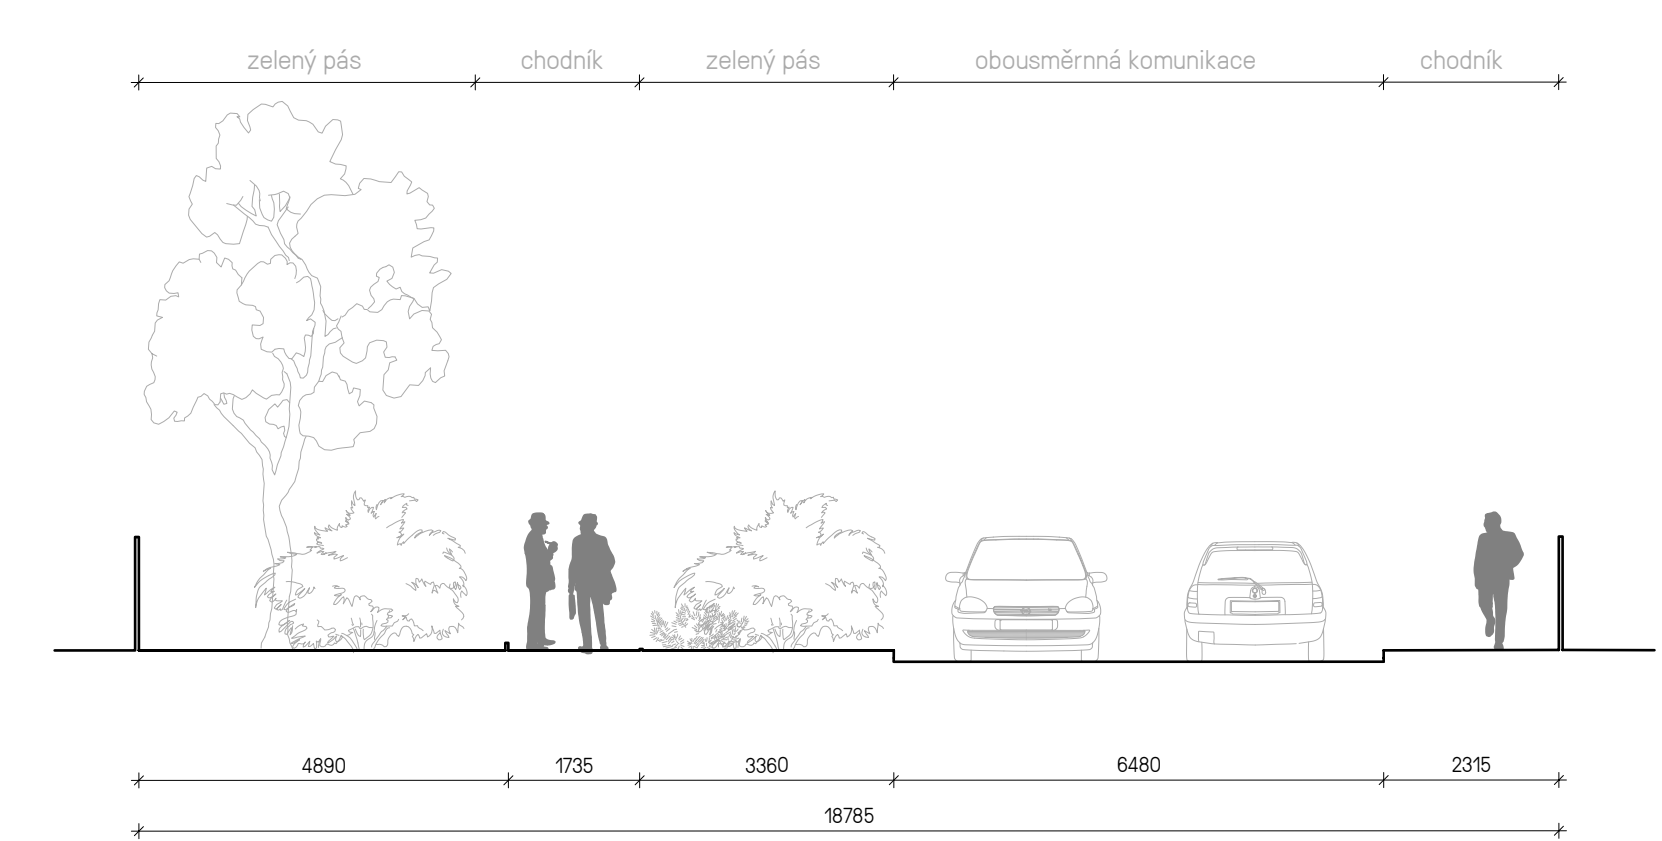 zelený pás chodník zelený pás obousměrnná komunikace chodník
4890 1735 3360 6480 2315
18785